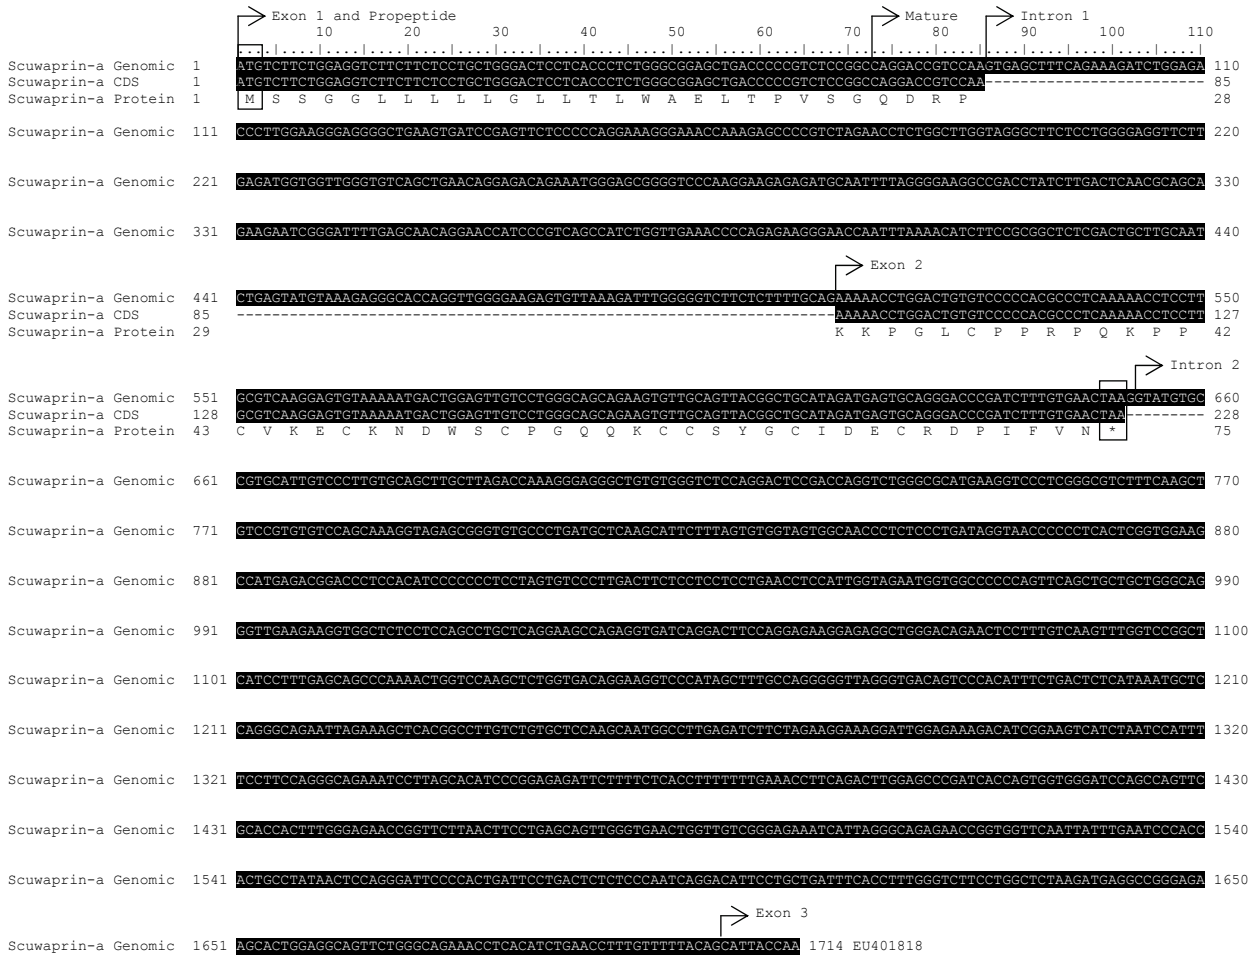 Exon 1 and Propeptide Mature Intron 1
10 20 30 40 50 60 70 80 90 100 110
Scuwaprin-a Genomic 1 ATGTCTTCTGGAGGTCTTCTTCTCCTGCTGGGACTCCTCACCCTCTGGGCGGAGCTGACCCCCGTCTCCGGCCAGGACCGTCCAAGTGAGCTTTCAGAAAGATCTGGAGA 110
Scuwaprin-a CDS 1 ATGTCTTCTGGAGGTCTTCTTCTCCTGCTGGGACTCCTCACCCTCTGGGCGGAGCTGACCCCCGTCTCCGGCCAGGACCGTCCAA------------------------- 85
Scuwaprin-a Protein 1 M S S G G L L L L L G L L T L W A E L T P V S G Q D R P 28
Scuwaprin-a Genomic 111 CCCTTGGAAGGGAGGGGCTGAAGTGATCCGAGTTCTCCCCCAGGAAAGGGAAACCAAAGAGCCCCGTCTAGAACCTCTGGCTTGGTAGGGCTTCTCCTGGGGAGGTTCTT 220
Scuwaprin-a Genomic 221 GAGATGGTGGTTGGGTGTCAGCTGAACAGGAGACAGAAATGGGAGCGGGGTCCCAAGGAAGAGAGATGCAATTTTAGGGGAAGGCCGACCTATCTTGACTCAACGCAGCA 330
Scuwaprin-a Genomic 331 GAAGAATCGGGATTTTGAGCAACAGGAACCATCCCGTCAGCCATCTGGTTGAAACCCCAGAGAAGGGAACCAATTTAAAACATCTTCCGCGGCTCTCGACTGCTTGCAAT 440
Exon 2
Scuwaprin-a Genomic 441 CTGAGTATGTAAAGAGGGCACCAGGTTGGGGAAGAGTGTTAAAGATTTGGGGGTCTTCTCTTTTGCAGAAAAACCTGGACTGTGTCCCCCACGCCCTCAAAAACCTCCTT 550
Scuwaprin-a CDS 85 --------------------------------------------------------------------AAAAACCTGGACTGTGTCCCCCACGCCCTCAAAAACCTCCTT 127
Scuwaprin-a Protein 29 K K P G L C P P R P Q K P P 42
Intron 2
Scuwaprin-a Genomic 551 GCGTCAAGGAGTGTAAAAATGACTGGAGTTGTCCTGGGCAGCAGAAGTGTTGCAGTTACGGCTGCATAGATGAGTGCAGGGACCCGATCTTTGTGAACTAAGGTATGTGC 660
Scuwaprin-a CDS 128 GCGTCAAGGAGTGTAAAAATGACTGGAGTTGTCCTGGGCAGCAGAAGTGTTGCAGTTACGGCTGCATAGATGAGTGCAGGGACCCGATCTTTGTGAACTAA--------- 228
Scuwaprin-a Protein 43 C V K E C K N D W S C P G Q Q K C C S Y G C I D E C R D P I F V N * 75
Scuwaprin-a Genomic 661 CGTGCATTGTCCCTTGTGCAGCTTGCTTAGACCAAAGGGAGGGCTGTGTGGGTCTCCAGGACTCCGACCAGGTCTGGGCGCATGAAGGTCCCTCGGGCGTCTTTCAAGCT 770
Scuwaprin-a Genomic 771 GTCCGTGTGTCCAGCAAAGGTAGAGCGGGTGTGCCCTGATGCTCAAGCATTCTTTAGTGTGGTAGTGGCAACCCTCTCCCTGATAGGTAACCCCCCTCACTCGGTGGAAG 880
Scuwaprin-a Genomic 881 CCATGAGACGGACCCTCCACATCCCCCCCTCCTAGTGTCCCTTGACTTCTCCTCCTCCTGAACCTCCATTGGTAGAATGGTGGCCCCCCAGTTCAGCTGCTGCTGGGCAG 990
Scuwaprin-a Genomic 991 GGTTGAAGAAGGTGGCTCTCCTCCAGCCTGCTCAGGAAGCCAGAGGTGATCAGGACTTCCAGGAGAAGGAGAGGCTGGGACAGAACTCCTTTGTCAAGTTTGGTCCGGCT 1100
Scuwaprin-a Genomic 1101 CATCCTTTGAGCAGCCCAAAACTGGTCCAAGCTCTGGTGACAGGAAGGTCCCATAGCTTTGCCAGGGGGTTAGGGTGACAGTCCCACATTTCTGACTCTCATAAATGCTC 1210
Scuwaprin-a Genomic 1211 CAGGGCAGAATTAGAAAGCTCACGGCCTTGTCTGTGCTCCAAGCAATGGCCTTGAGATCTTCTAGAAGGAAAGGATTGGAGAAAGACATCGGAAGTCATCTAATCCATTT 1320
Scuwaprin-a Genomic 1321 TCCTTCCAGGGCAGAAATCCTTAGCACATCCCGGAGAGATTCTTTTCTCACCTTTTTTTGAAACCTTCAGACTTGGAGCCCGATCACCAGTGGTGGGATCCAGCCAGTTC 1430
Scuwaprin-a Genomic 1431 GCACCACTTTGGGAGAACCGGTTCTTAACTTCCTGAGCAGTTGGGTGAACTGGTTGTCGGGAGAAATCATTAGGGCAGAGAACCGGTGGTTCAATTATTTGAATCCCACC 1540
Scuwaprin-a Genomic 1541 ACTGCCTATAACTCCAGGGATTCCCCACTGATTCCTGACTCTCTCCCAATCAGGACATTCCTGCTGATTTCACCTTTGGGTCTTCCTGGCTCTAAGATGAGGCCGGGAGA 1650
Exon 3
Scuwaprin-a Genomic 1651 AGCACTGGAGGCAGTTCTGGGCAGAAACCTCACATCTGAACCTTTGTTTTTACAGCATTACCAA 1714 EU401818